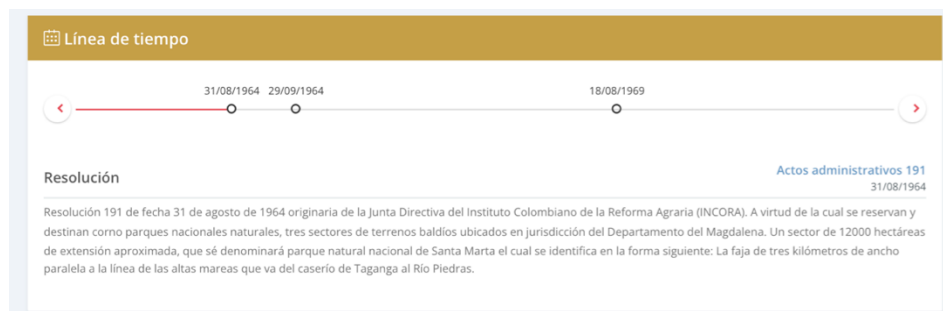 Línea de tiempo
31/08/1964 29/09/1964 18/08/1969
Resolución
Actos administrativos 191
31/08/1964
Resolución 191 de fecha 31 de agosto de 1964 originaria de la Junta Directiva del Instituto Colombiano de la Reforma Agraria (INCORA). A virtud de la cual se reservan y
destinan corno parques nacionales naturales, tres sectores de terrenos baldíos ubicados en jurisdicción del Departamento del Magdalena. Un sector de 12000 hectáreas
de extensión aproximada, que sé denominará parque natural nacional de Santa Marta el cual se identifica en la forma siguiente: La faja de tres kilómetros de ancho
paralela a la línea de las altas mareas que va del caserío de Taganga al Río Piedras.